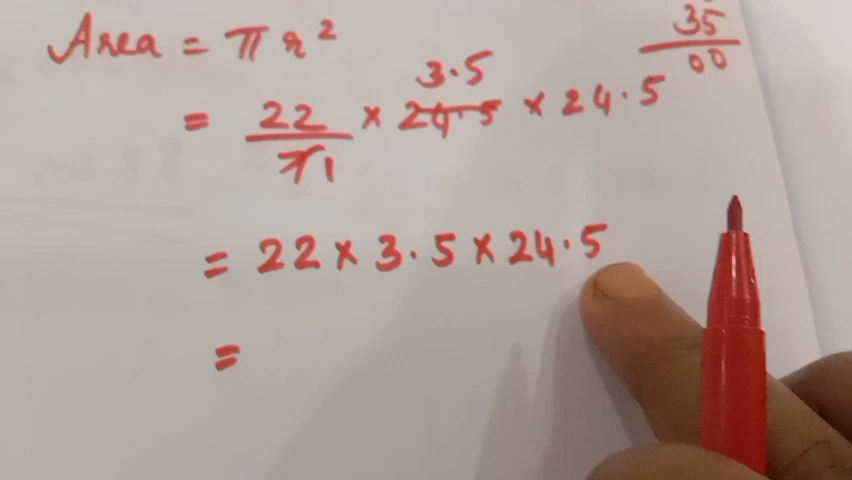 Area = π r²
35
00
3.5
= 22/7 1 × 24.5 × 24.5
= 22 × 3.5 × 24.5
=